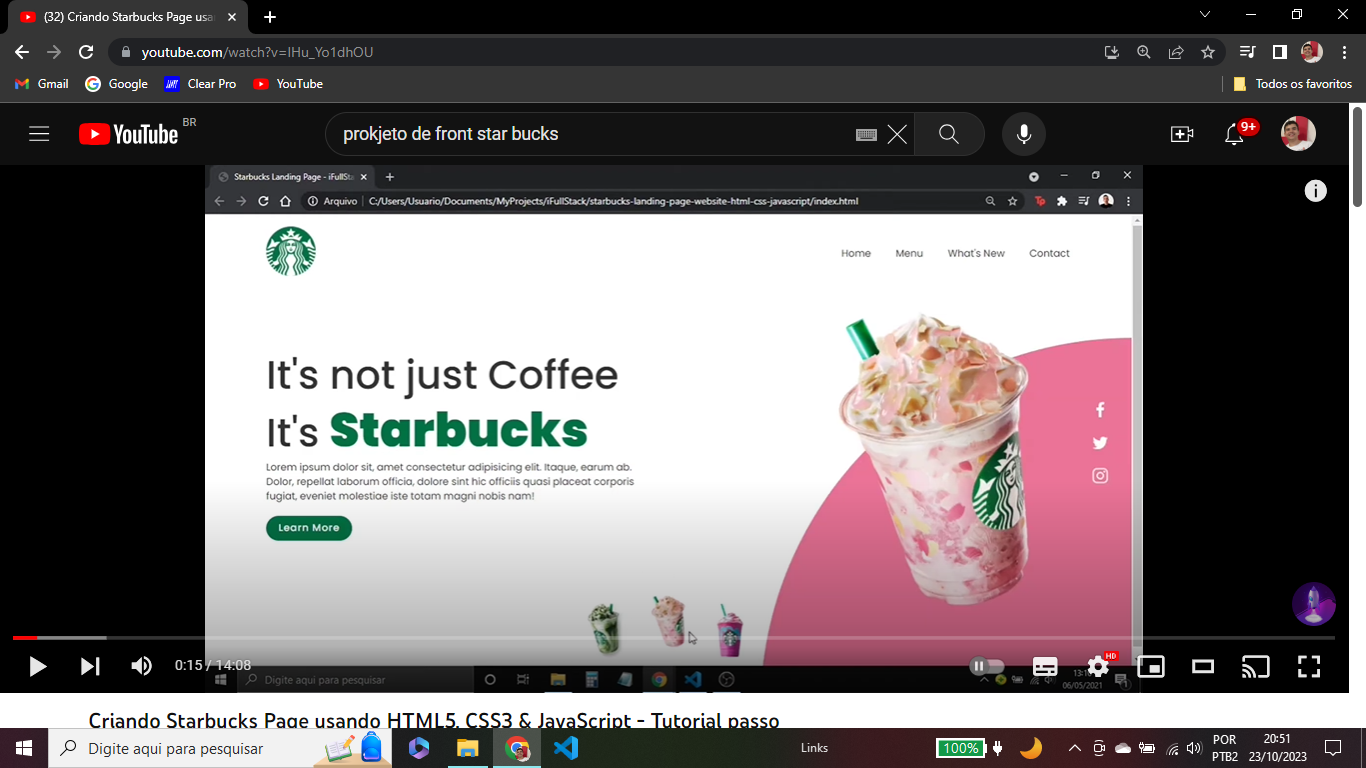 (32) Criando Starbucks Page usa
youtube.com/watch?v=IHu_Yo1dhOU
Gmail
Google
Clear Pro
YouTube
Todos os favoritos
YouTube BR
prokjeto de front star bucks
9+
Starbucks Landing Page - iFullSta
Arquivo
C:/Users/Usuario/Documents/MyProjects/iFullStack/starbucks-landing-page-website-html-css-javascript/index.html
Home
Menu
What's New
Contact
It's not just Coffee
It's Starbucks
Lorem ipsum dolor sit, amet consectetur adipisicing elit. Itaque, earum ab.
Dolor, repellat laborum officia, dolore sint hic officiis quasi placeat corporis
fugiat, eveniet molestiae iste totam magni nobis nam!
Learn More
0:15 / 14:08
HD
Digite aqui para pesquisar
06/05/2021
Criando Starbucks Page usando HTML5, CSS3 & JavaScript - Tutorial passo
Digite aqui para pesquisar
Links
100%
POR
PTB2
20:51
23/10/2023